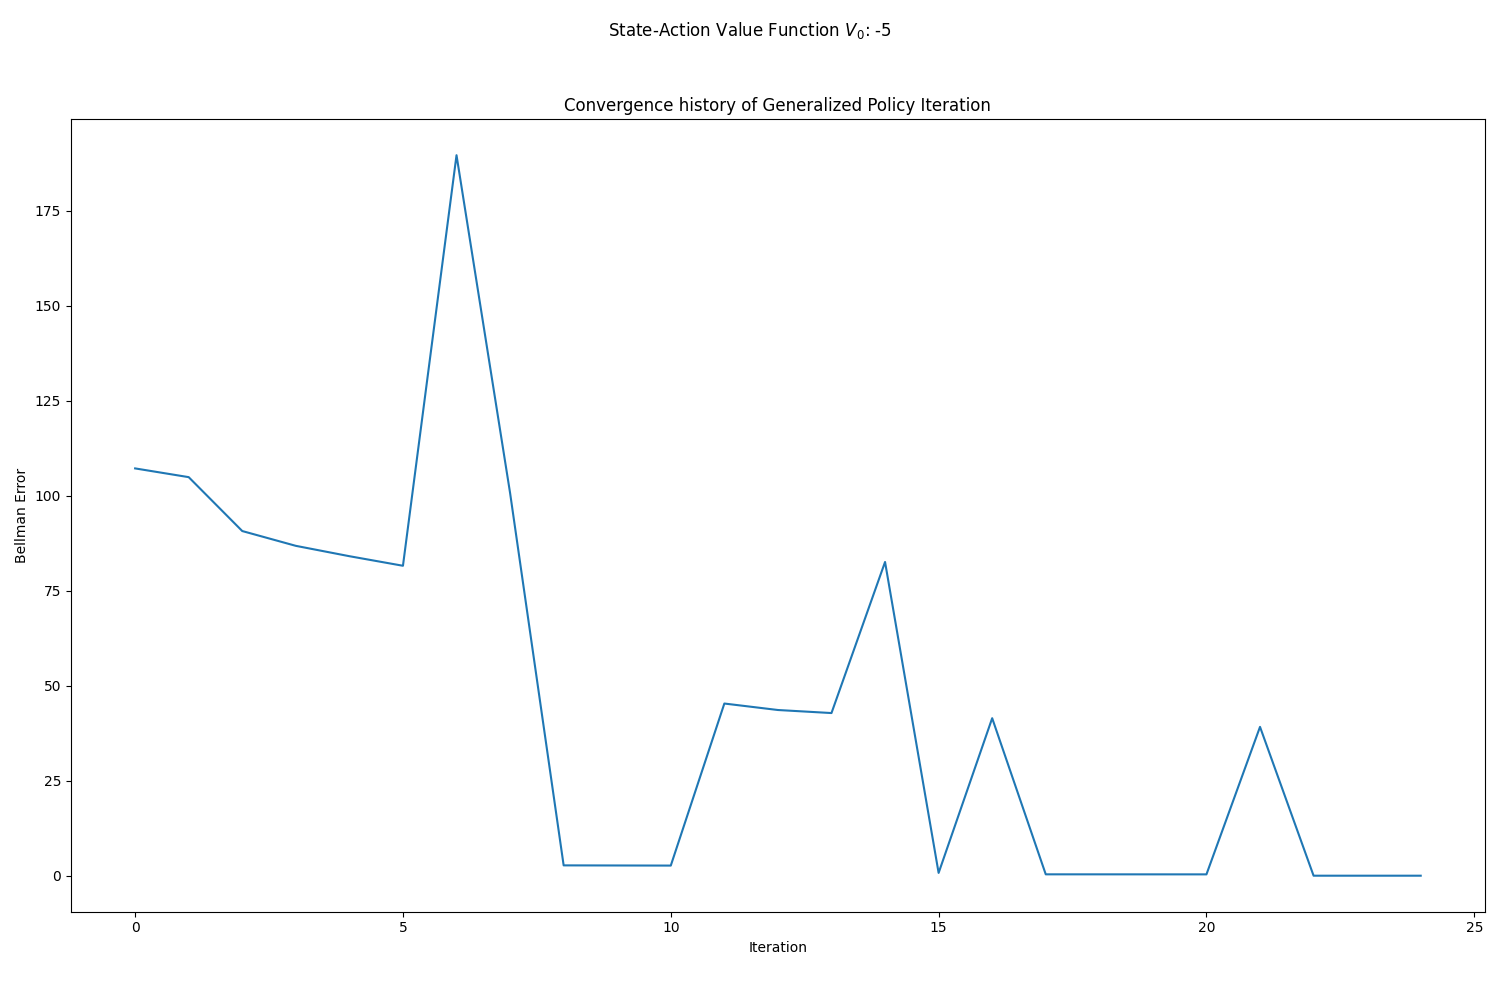 State-Action Value Function V₀: -5
Convergence history of Generalized Policy Iteration
175
150
125
100
75
50
25
0
Bellman Error
0 5 10 15 20 25
Iteration